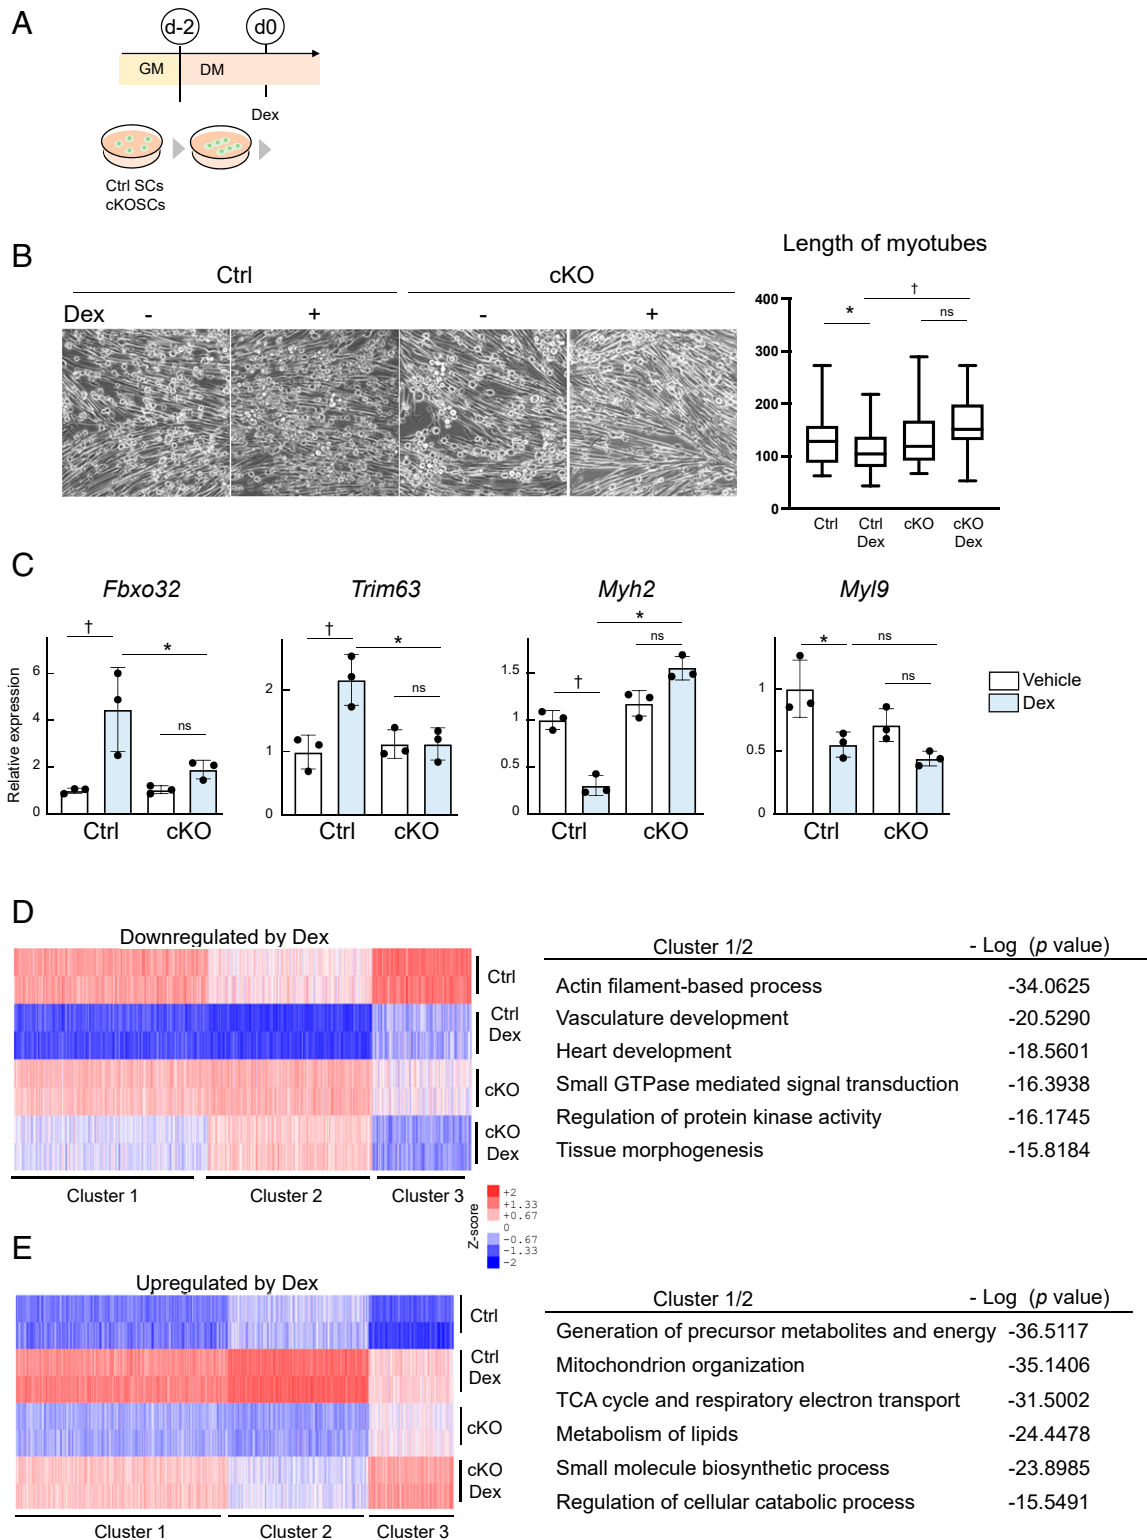 A
d-2
d0
GM
DM
Dex
Ctrl SCs
cKOSCs
B
Ctrl
cKO
Dex - + - +
Length of myotubes
400
300
200
100
0
*
†
ns
Ctrl
Ctrl Dex
cKO
cKO Dex
C
Relative expression
Fbxo32
6
4
2
0
†
*
ns
Ctrl cKO
Trim63
2
1
0
†
*
ns
Ctrl cKO
Myh2
1.5
1
0.5
0
†
*
ns
Ctrl cKO
Myl9
1
0.5
0
*
ns
ns
Ctrl cKO
Vehicle
Dex
D
Downregulated by Dex
Ctrl
Ctrl
Dex
cKO
cKO
Dex
Cluster 1 Cluster 2 Cluster 3
Cluster 1/2 - Log (p value)
Actin filament-based process -34.0625
Vasculature development -20.5290
Heart development -18.5601
Small GTPase mediated signal transduction -16.3938
Regulation of protein kinase activity -16.1745
Tissue morphogenesis -15.8184
Z-score
+2
+1.33
+0.67
0
-0.67
-1.33
-2
E
Upregulated by Dex
Ctrl
Ctrl
Dex
cKO
cKO
Dex
Cluster 1 Cluster 2 Cluster 3
Cluster 1/2 - Log (p value)
Generation of precursor metabolites and energy -36.5117
Mitochondrion organization -35.1406
TCA cycle and respiratory electron transport -31.5002
Metabolism of lipids -24.4478
Small molecule biosynthetic process -23.8985
Regulation of cellular catabolic process -15.5491